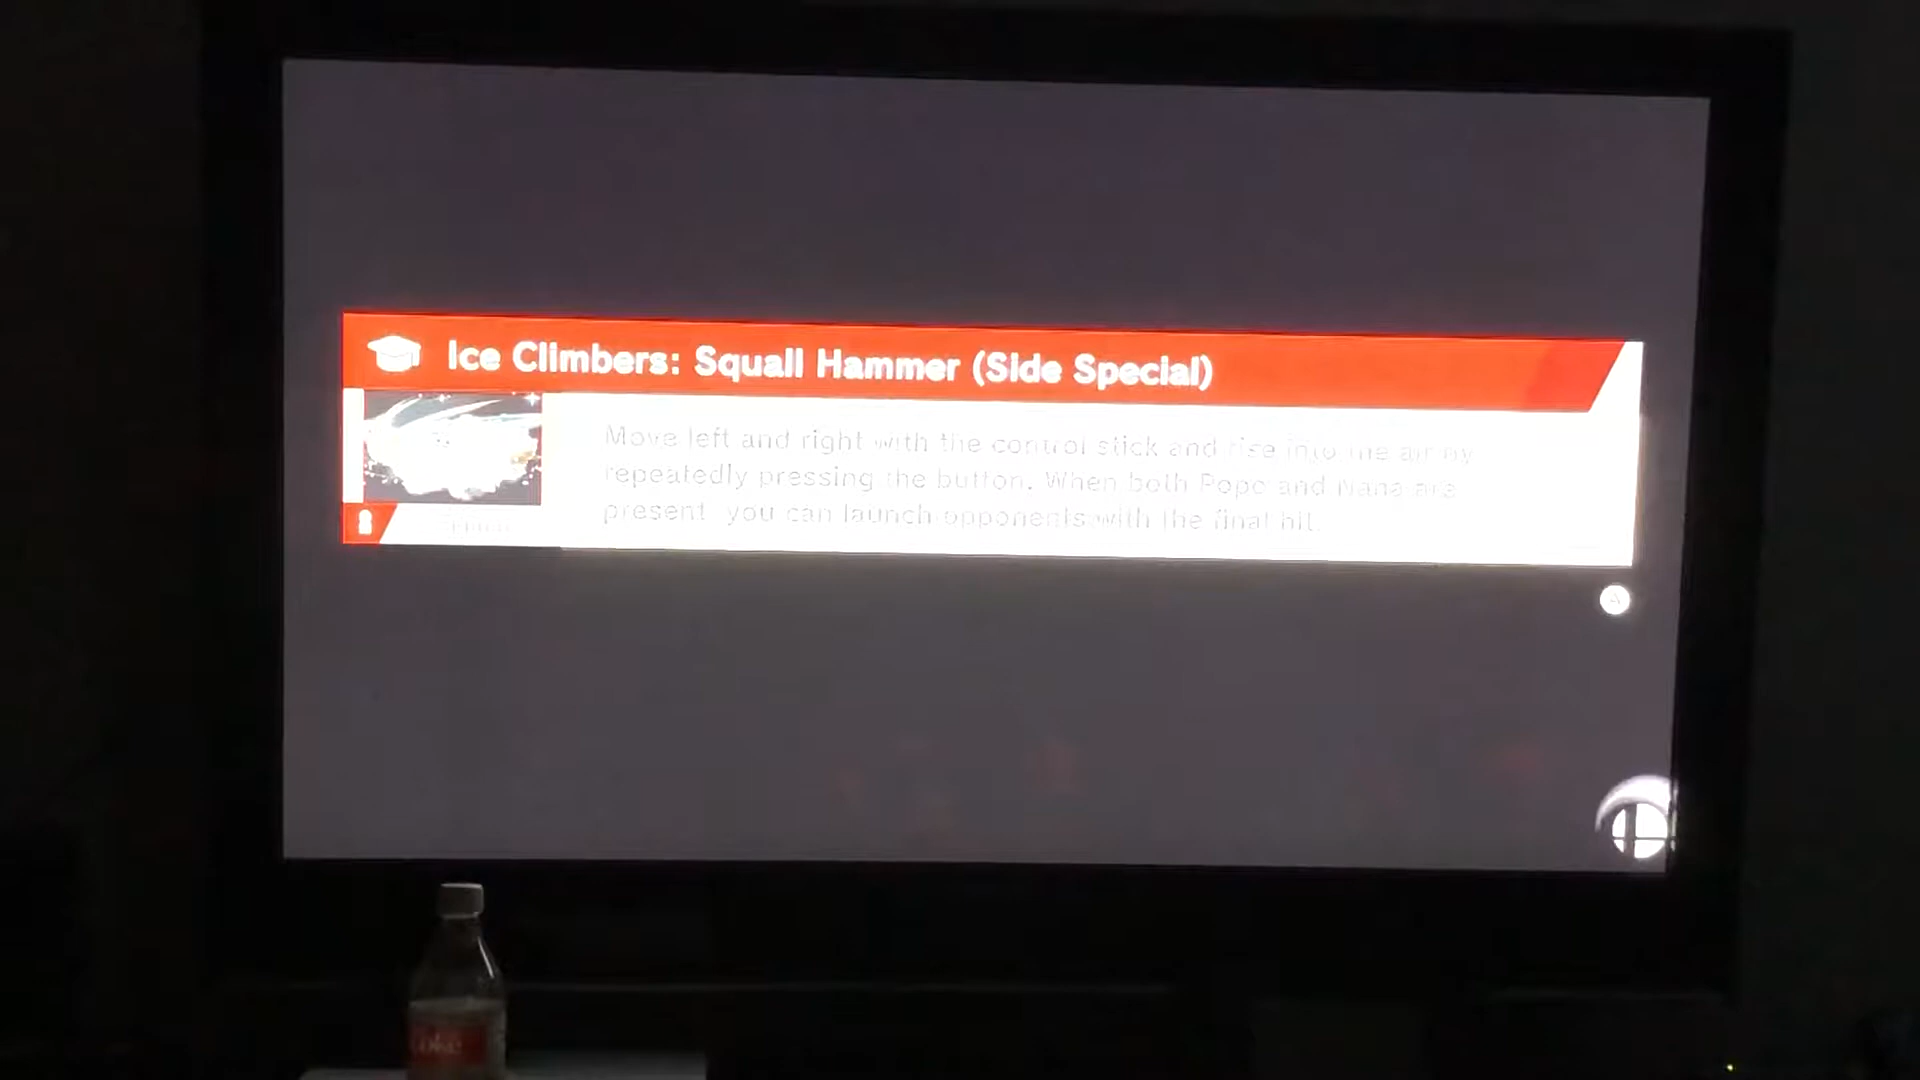 Ice Climbers: Squall Hammer (Side Special)
Move left and right with the control stick and rise into the air by
repeatedly pressing the button. When both Popo and Nana are
present, you can launch opponents with the final hit.
A
Coke